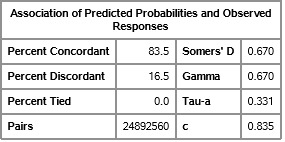 Association of Predicted Probabilities and Observed
Responses
Percent Concordant 83.5 Somers' D 0.670
Percent Discordant 16.5 Gamma 0.670
Percent Tied 0.0 Tau-a 0.331
Pairs 24892560 c 0.835